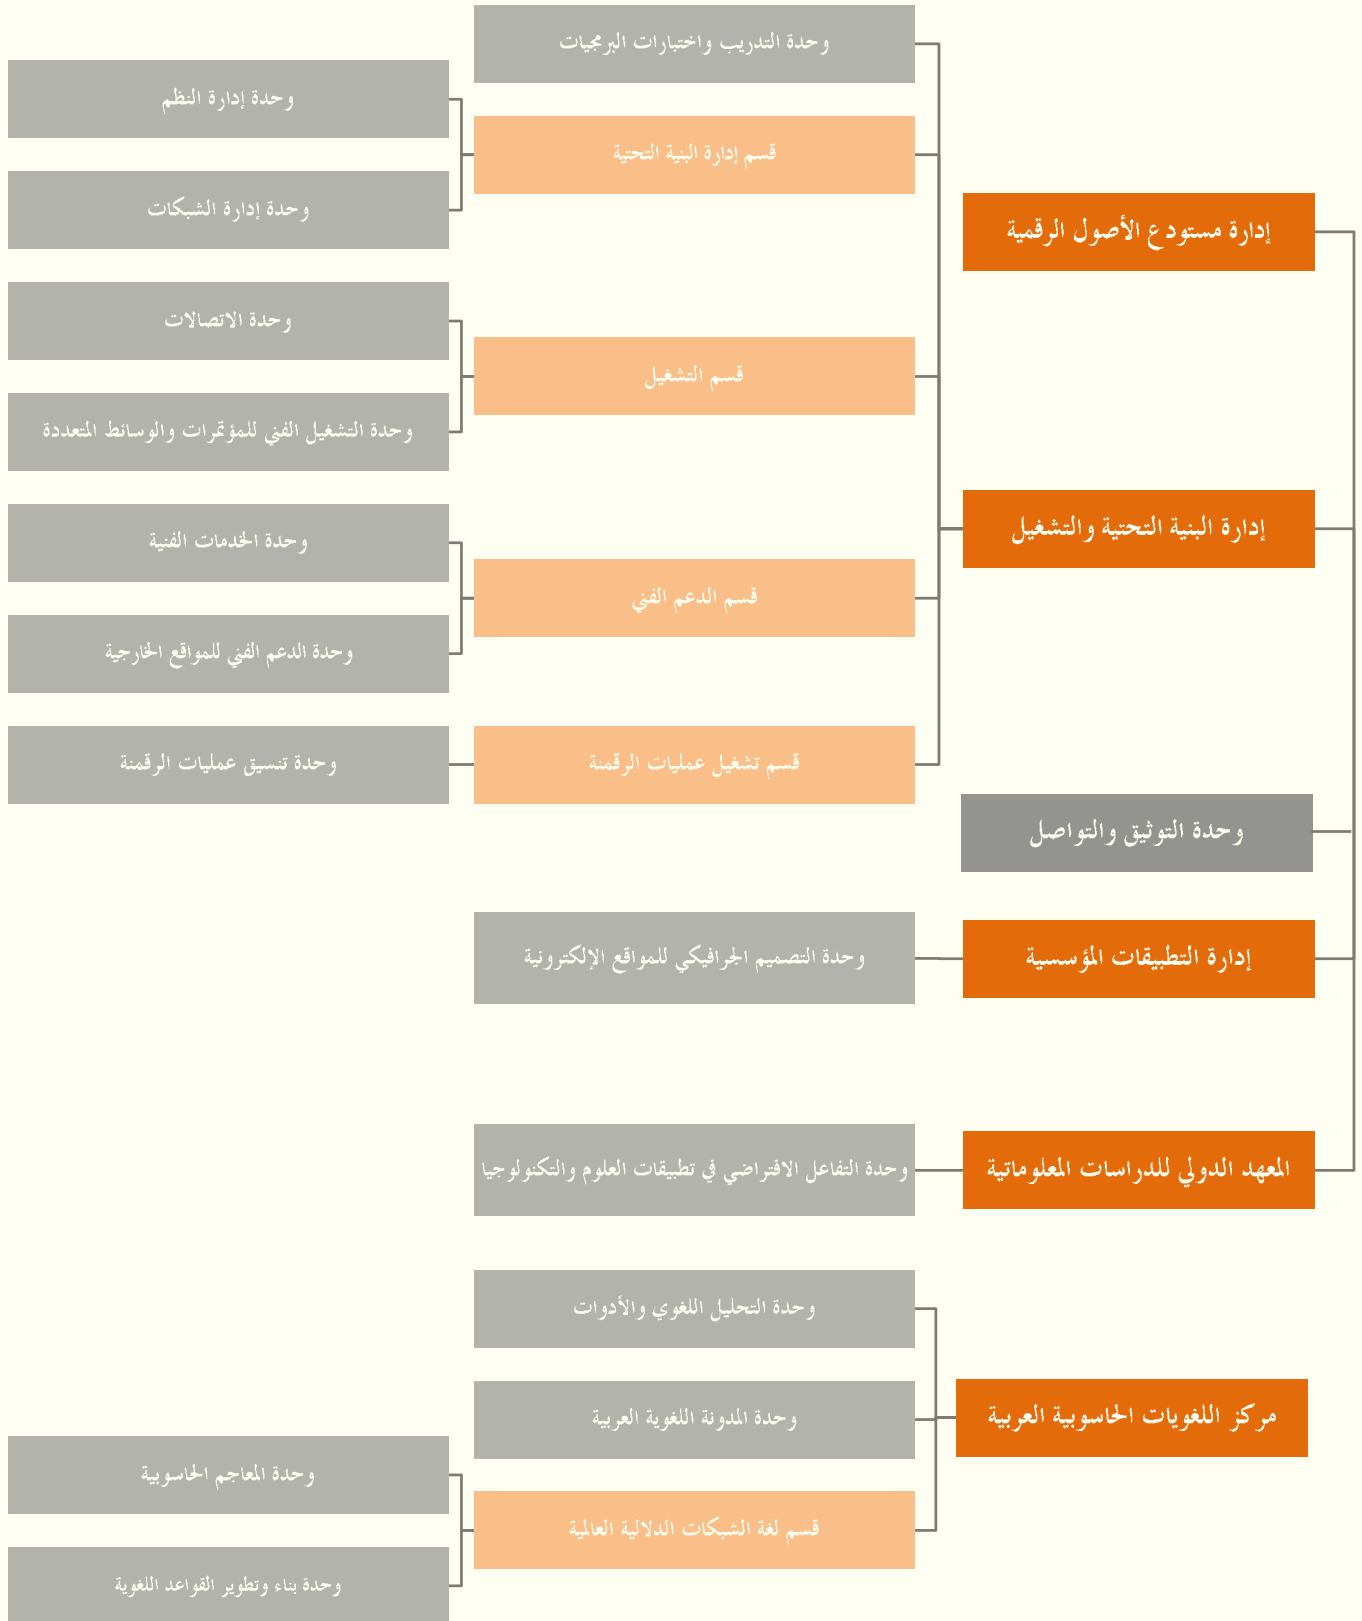 إدارة مستودع الأصول الرقمية
إدارة البنية التحتية والتشغيل
وحدة التدريب واختبارات البرمجيات
قسم إدارة البنية التحتية
وحدة إدارة النظم
وحدة إدارة الشبكات
قسم التشغيل
وحدة الاتصالات
وحدة التشغيل الفني للمؤتمرات والوسائط المتعددة
قسم الدعم الفني
وحدة الخدمات الفنية
وحدة الدعم الفني للمواقع الخارجية
قسم تشغيل عمليات الرقمنة
وحدة تنسيق عمليات الرقمنة
وحدة التوثيق والتواصل
إدارة التطبيقات المؤسسية
وحدة التصميم الجرافيكي للمواقع الإلكترونية
المعهد الدولي للدراسات المعلوماتية
وحدة التفاعل الافتراضي في تطبيقات العلوم والتكنولوجيا
مركز اللغويات الحاسوبية العربية
وحدة التحليل اللغوي والأدوات
وحدة المدونة اللغوية العربية
قسم لغة الشبكات الدلالية العالمية
وحدة المعاجم الحاسوبية
وحدة بناء وتطوير القواعد اللغوية